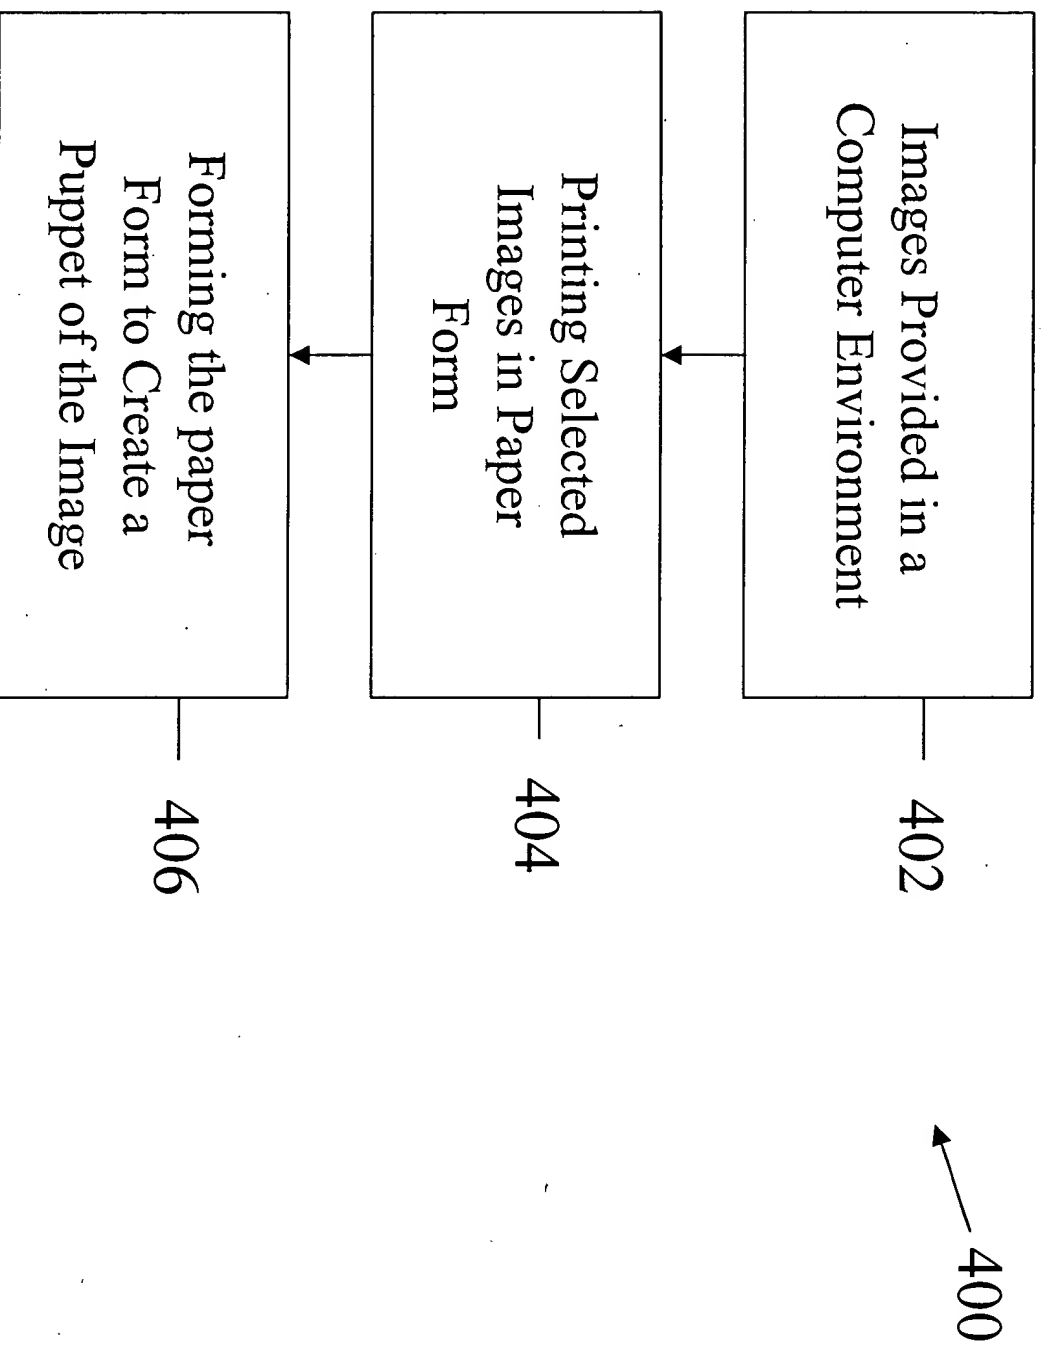 Images Provided in a
Computer Environment
402
400
Printing Selected
Images in Paper
Form
404
Forming the paper
Form to Create a
Puppet of the Image
406